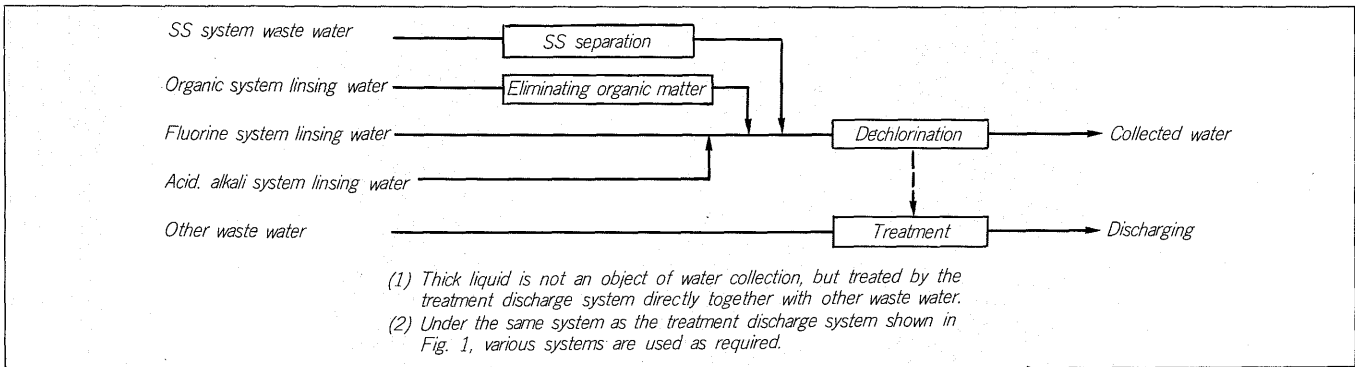 SS system waste water
SS separation
Organic system linsing water
Eliminating organic matter
Fluorine system linsing water
Dechlorination
Collected water
Acid. alkali system linsing water
Other waste water
Treatment
Discharging
(1) Thick liquid is not an object of water collection, but treated by the
treatment discharge system directly together with other waste water.
(2) Under the same system as the treatment discharge system shown in
Fig. 1, various systems are used as required.